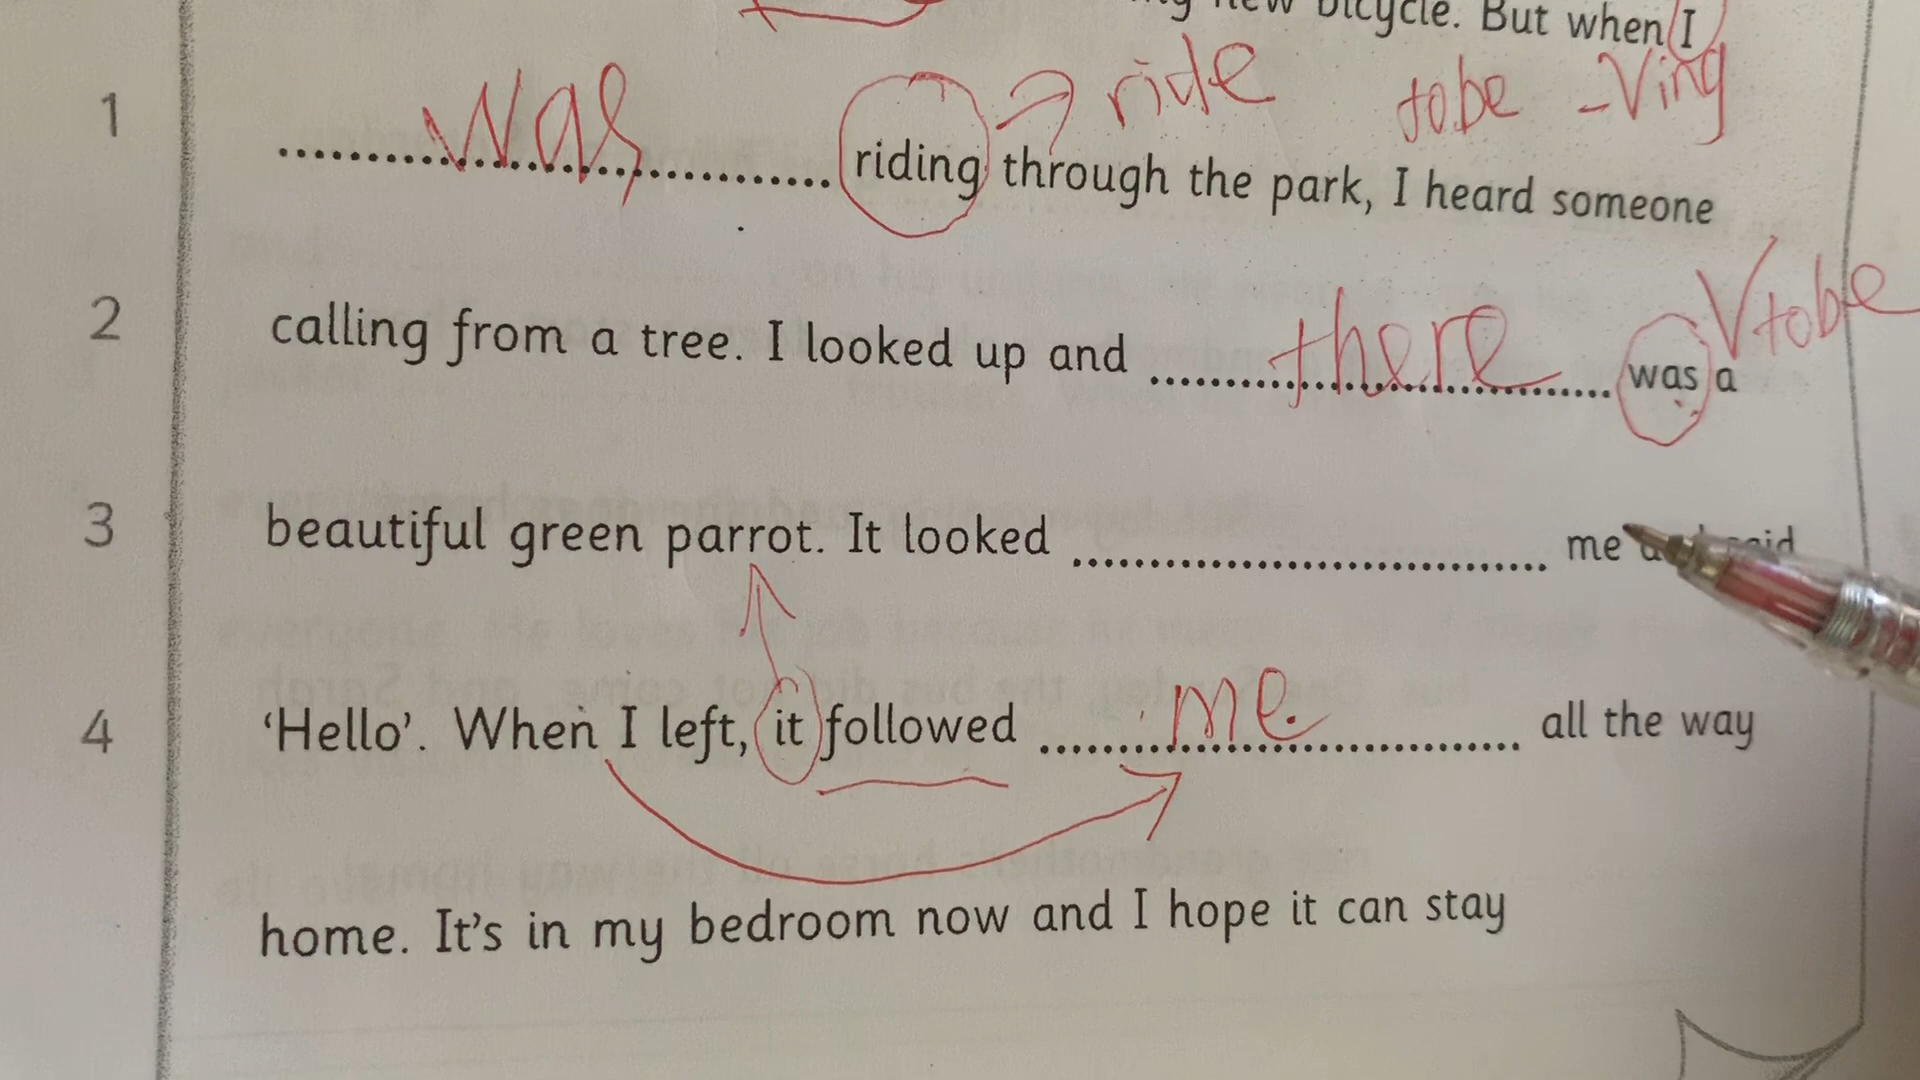 new bicycle. But when I
ride tobe -Ving
1 was riding through the park, I heard someone
Vtobe
2 calling from a tree. I looked up and there was a
3 beautiful green parrot. It looked ........ me
4 'Hello'. When I left, it followed me all the way
home. It's in my bedroom now and I hope it can stay